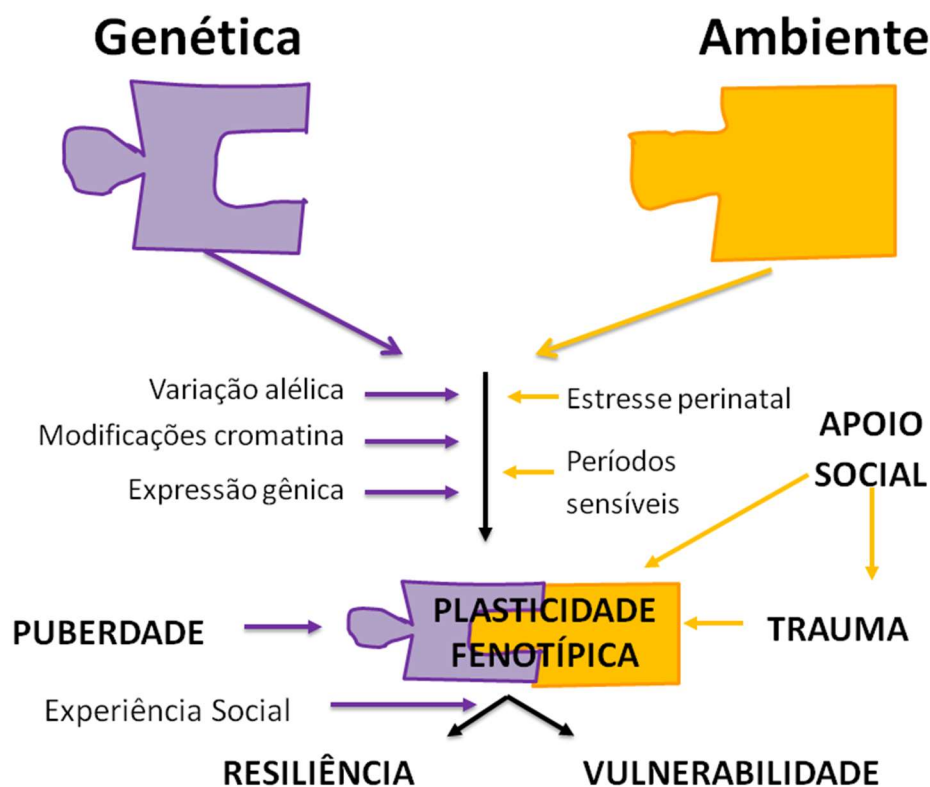 Genética
Ambiente
Variação alélica
Modificações cromatina
Expressão gênica
Estresse perinatal
Períodos
sensíveis
APOIO
SOCIAL
PUBERDADE
PLASTICIDADE
FENOTÍPICA
TRAUMA
Experiência Social
RESILIÊNCIA
VULNERABILIDADE